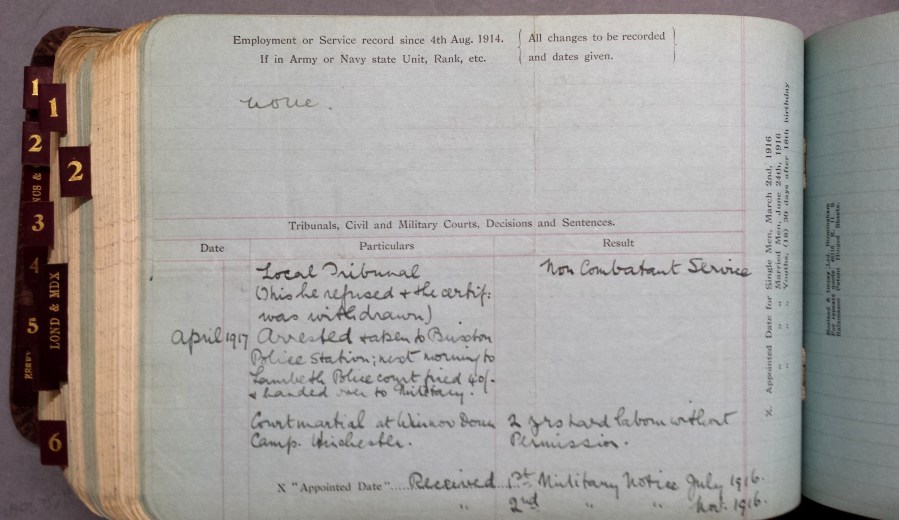 Employment or Service record since 4th Aug. 1914. { All changes to be recorded }
If in Army or Navy state Unit, Rank, etc. { and dates given. }
none.
Tribunals, Civil and Military Courts, Decisions and Sentences.
Date Particulars Result
Local Tribunal Non Combatant Service
(This he refused & the certif:
was withdrawn)
April 1917 Arrested & taken to Brixton
Police Station; next morning to
Lambeth Police court fined 40/-
& handed over to Military.
Court martial at Winnow Down 2 yrs hard labour without
Camp. Winchester. Permission.
X "Appointed Date"..... Received 1st Military Notice July 1916.
" 2nd " " Nov. 1916.
X. Appointed Date for Single Men, March 2nd, 1916
" " " Married Men, June 24th, 1916
" " " Youths, (18) 30 days after 18th birthday
1
2
3
4
5
6
1
LOND & MDX
2